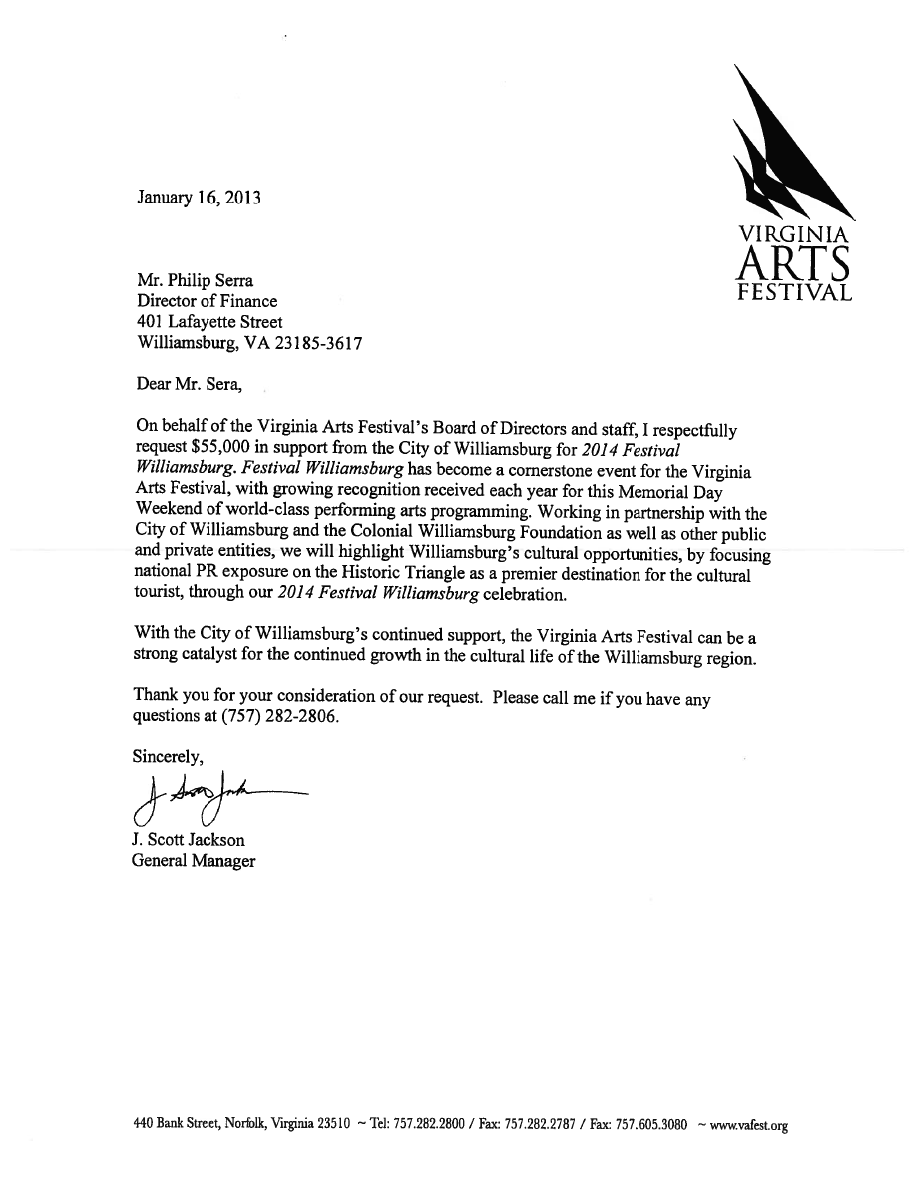 VIRGINIA
ARTS
FESTIVAL
January 16, 2013
Mr. Philip Serra
Director of Finance
401 Lafayette Street
Williamsburg, VA 23185-3617
Dear Mr. Sera,
On behalf of the Virginia Arts Festival's Board of Directors and staff, I respectfully
request $55,000 in support from the City of Williamsburg for 2014 Festival
Williamsburg. Festival Williamsburg has become a cornerstone event for the Virginia
Arts Festival, with growing recognition received each year for this Memorial Day
Weekend of world-class performing arts programming. Working in partnership with the
City of Williamsburg and the Colonial Williamsburg Foundation as well as other public
and private entities, we will highlight Williamsburg's cultural opportunities, by focusing
national PR exposure on the Historic Triangle as a premier destination for the cultural
tourist, through our 2014 Festival Williamsburg celebration.
With the City of Williamsburg's continued support, the Virginia Arts Festival can be a
strong catalyst for the continued growth in the cultural life of the Williamsburg region.
Thank you for your consideration of our request.  Please call me if you have any
questions at (757) 282-2806.
Sincerely,
J. Scott Jackson
General Manager
440 Bank Street, Norfolk, Virginia 23510 ~ Tel: 757.282.2800 / Fax: 757.282.2787 / Fax: 757.605.3080 ~ www.vafest.org